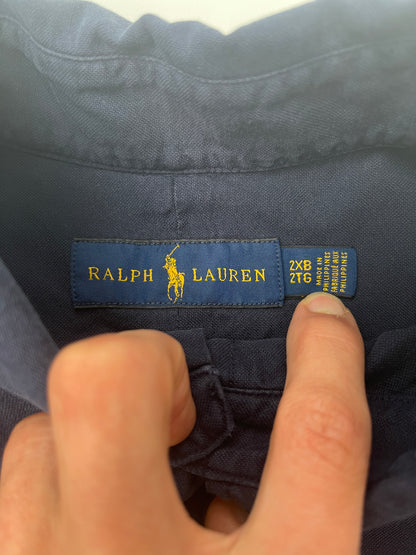 RALPH LAUREN
2XB
2TG
MADE IN
PHILIPPINES
FABRIQUÉ AUX
PHILIPPINES